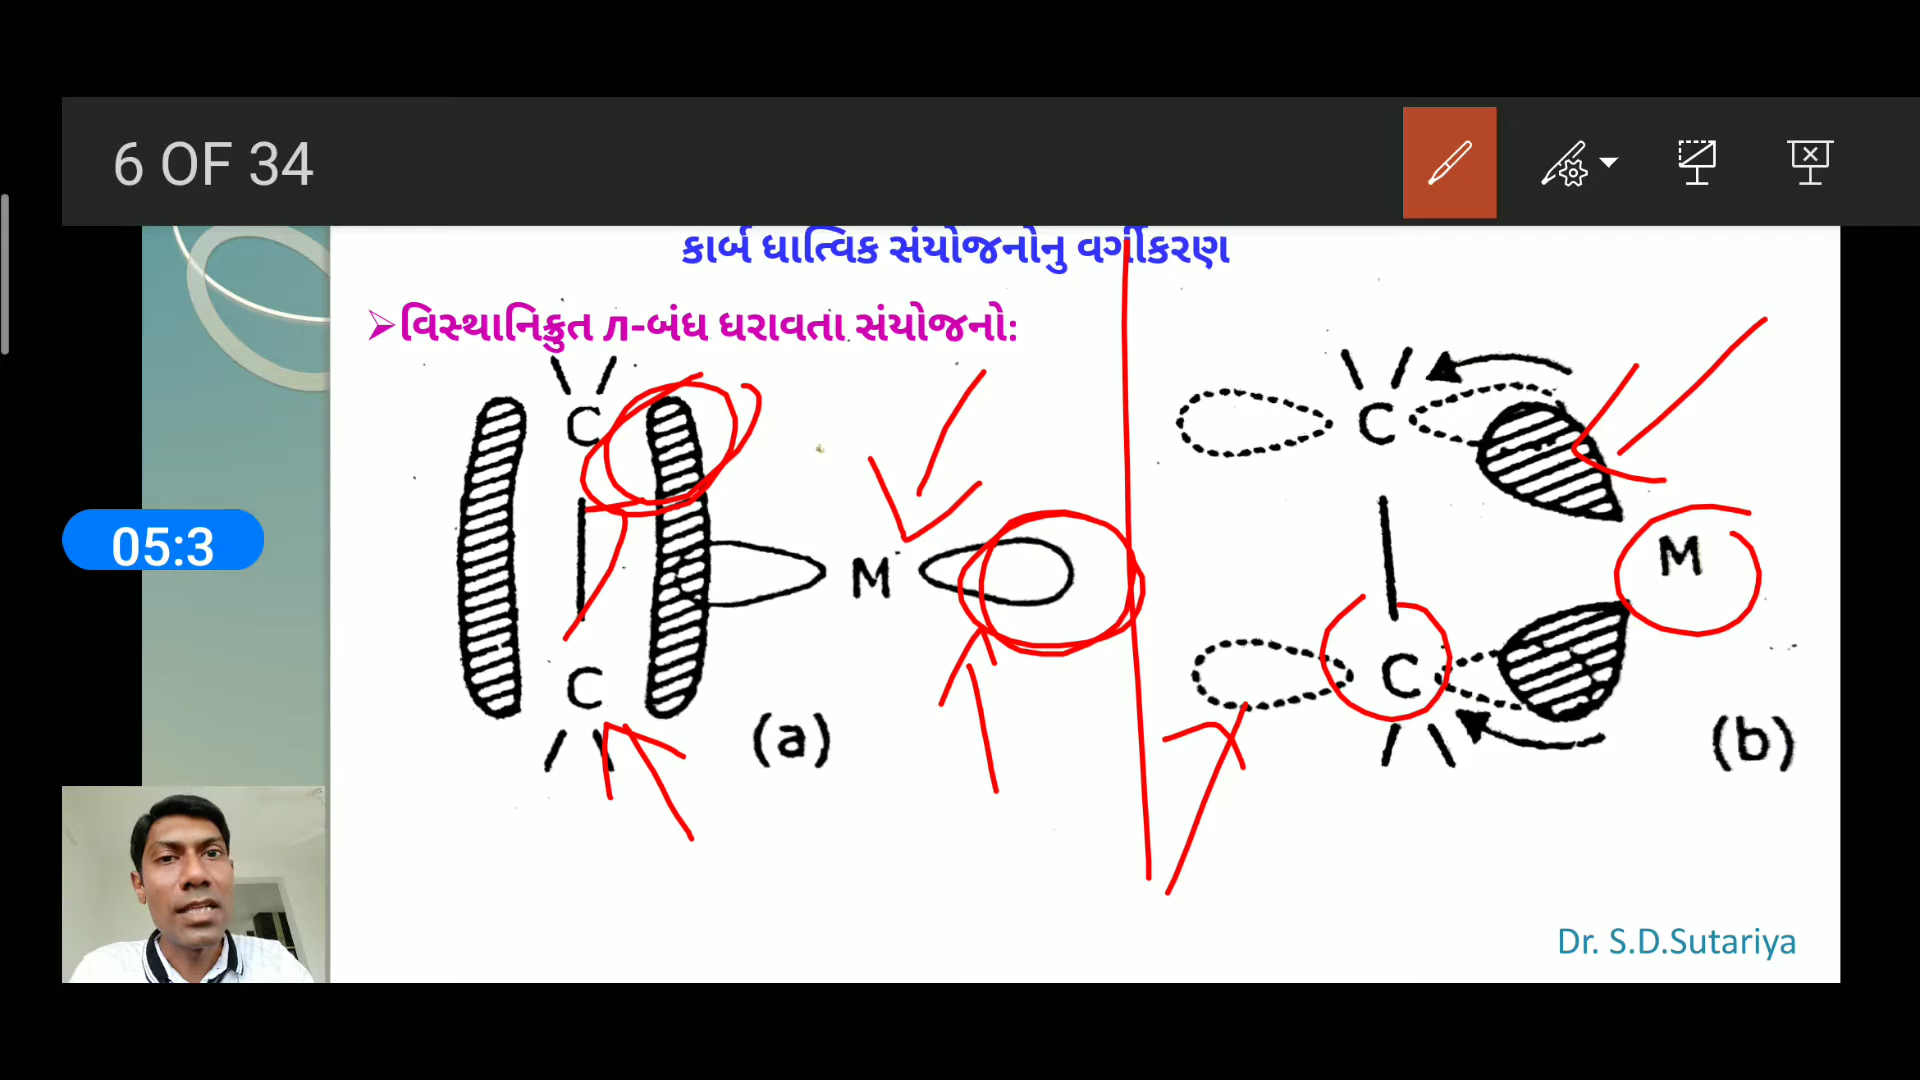 6 OF 34
કાર્બ ધાત્વિક સંયોજનોનુ વર્ગીકરણ
➢વિસ્થાનિક્રુત π-બંધ ધરાવતા સંયોજનો:
C
C
M
C
C
M
(a)
(b)
05:3
Dr. S.D.Sutariya